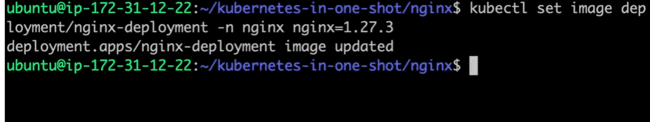 ubuntu@ip-172-31-12-22:~/kubernetes-in-one-shot/nginx$ kubectl set image dep
loyment/nginx-deployment -n nginx nginx=1.27.3
deployment.apps/nginx-deployment image updated
ubuntu@ip-172-31-12-22:~/kubernetes-in-one-shot/nginx$